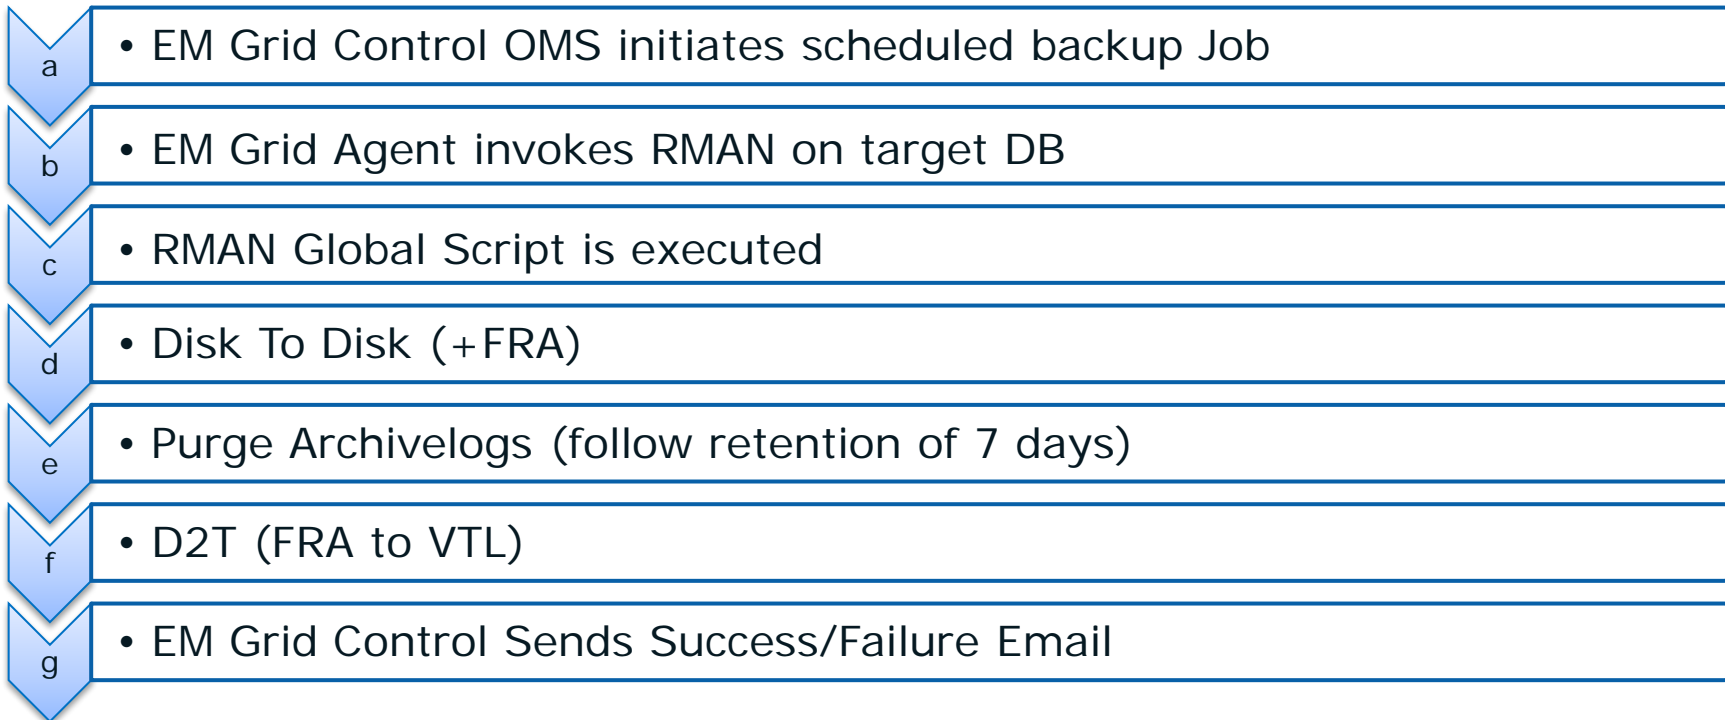 a
• EM Grid Control OMS initiates scheduled backup Job
b
• EM Grid Agent invokes RMAN on target DB
c
• RMAN Global Script is executed
d
• Disk To Disk (+FRA)
e
• Purge Archivelogs (follow retention of 7 days)
f
• D2T (FRA to VTL)
g
• EM Grid Control Sends Success/Failure Email